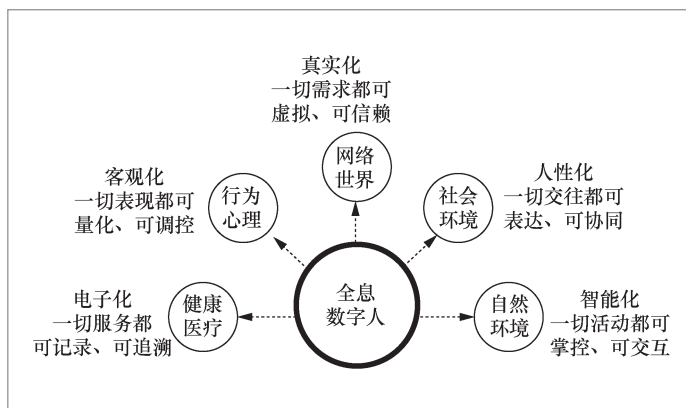 真实化
一切需求都可
虚拟、可信赖
网络
世界
客观化
一切表现都可
量化、可调控
行为
心理
社会
环境
人性化
一切交往都可
表达、可协同
电子化
一切服务都
可记录、可追溯
健康
医疗
全息
数字人
自然
环境
智能化
一切活动都可
掌控、可交互